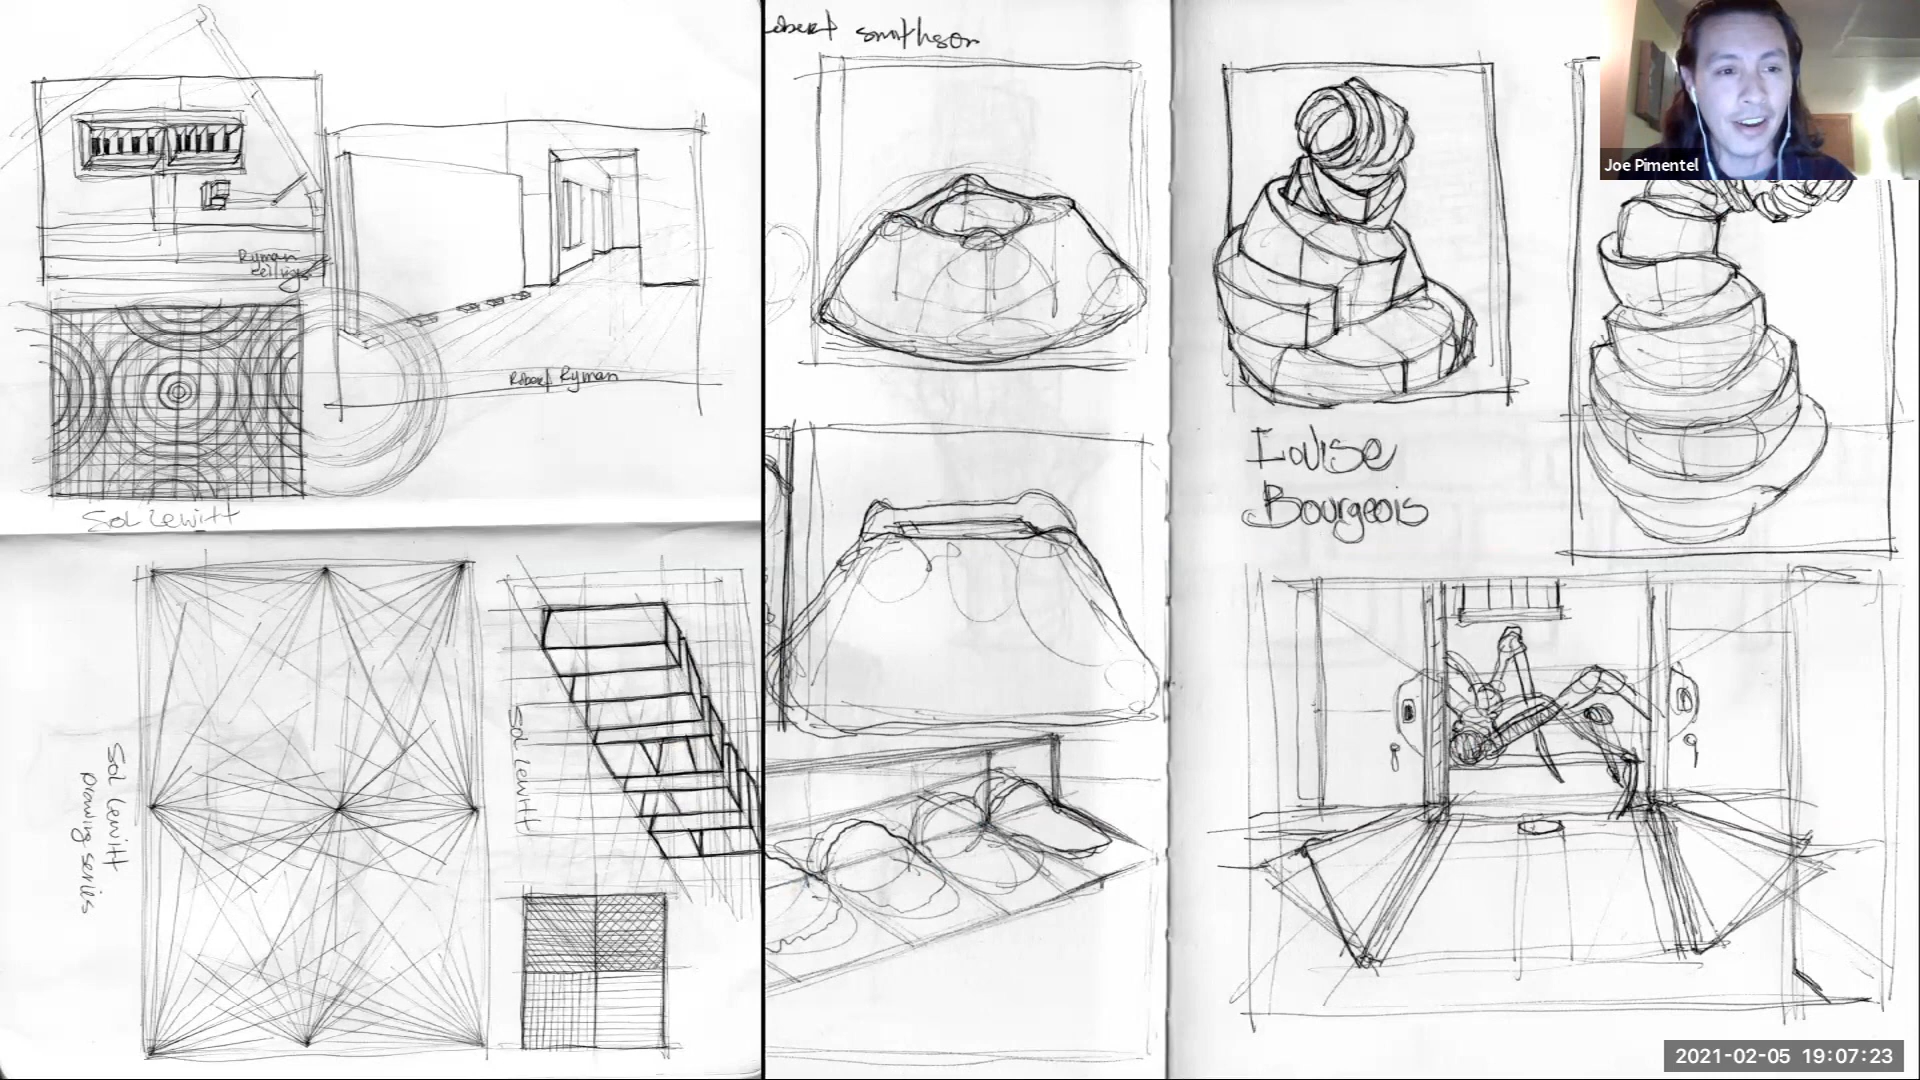 Robert Smithson
Joe Pimentel
Ryman
ceilings
Robert Ryman
Sol Lewitt
Louise
Bourgeois
Sol Lewitt
drawing series
Sol Lewitt
2021-02-05 19:07:23